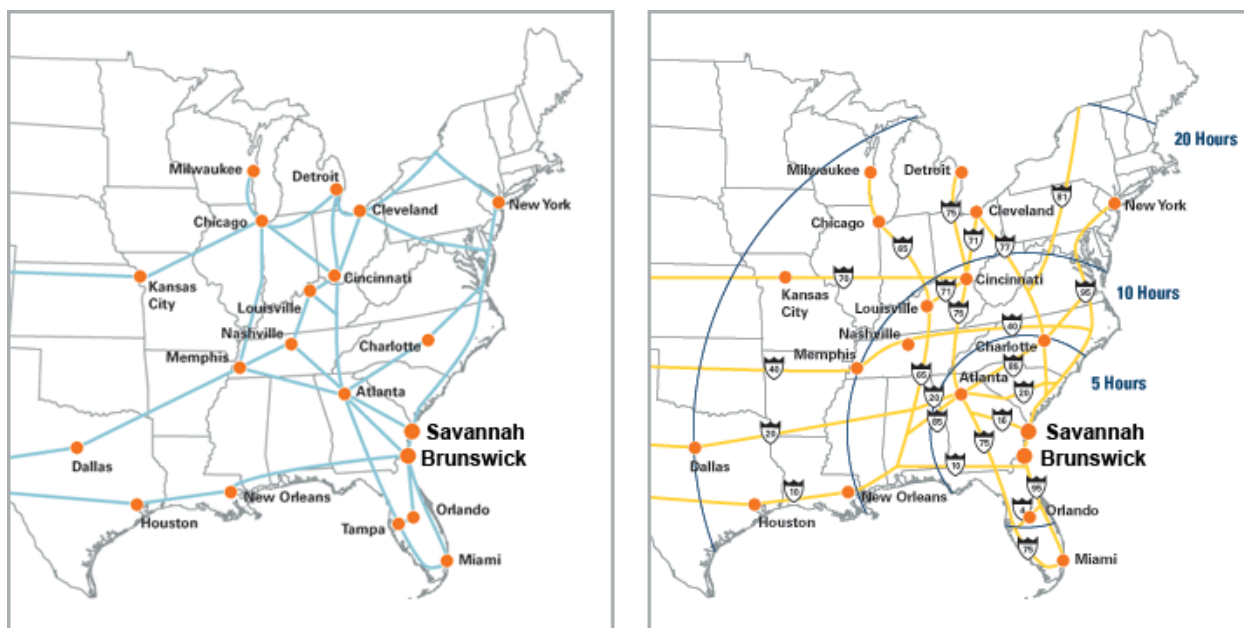 Milwaukee
Detroit
New York
Chicago
Cleveland
Kansas
City
Cincinnati
Louisville
Nashville
Memphis
Charlotte
Atlanta
Savannah
Brunswick
Dallas
New Orleans
Houston
Tampa
Orlando
Miami
20 Hours
Milwaukee
Detroit
75
81
New York
Chicago
Cleveland
65
71
77
Kansas
City
70
Cincinnati
71
95
10 Hours
Louisville
75
Nashville
40
Memphis
Charlotte
40
65
85
5 Hours
Atlanta
20
20
85
16
20
75
Savannah
Brunswick
Dallas
10
New Orleans
10
95
Houston
4
Orlando
75
Miami